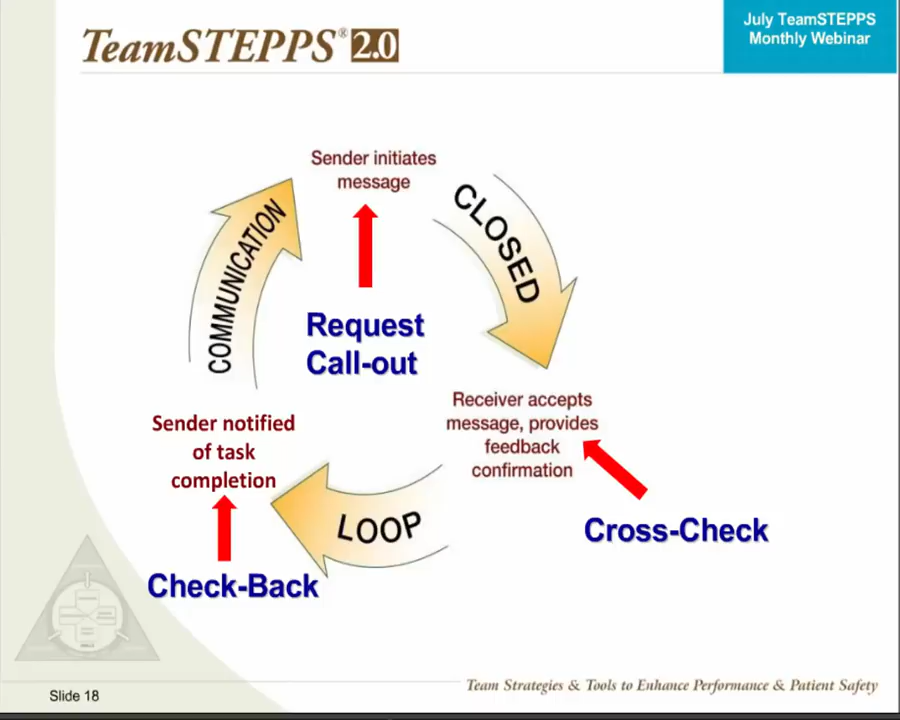 TeamSTEPPS® 2.0
July TeamSTEPPS
Monthly Webinar
Sender initiates
message
CLOSED
COMMUNICATION
Request
Call-out
Receiver accepts
message, provides
feedback
confirmation
Sender notified
of task
completion
LOOP
Cross-Check
Check-Back
Team Strategies & Tools to Enhance Performance & Patient Safety
Slide 18